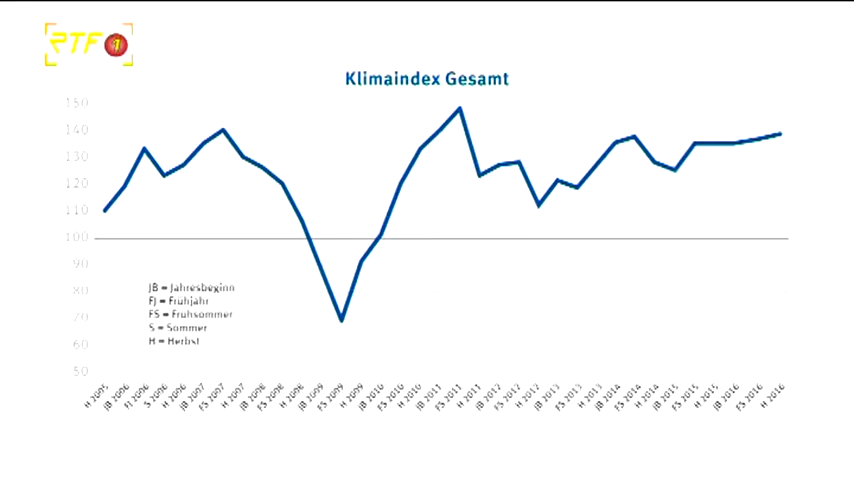 RTF 1
Klimaindex Gesamt
150
140
130
120
110
100
90
80
70
60
50
JB = Jahresbeginn
FJ = Frühjahr
FS = Frühsommer
S = Sommer
H = Herbst
H 2005
JB 2006
FJ 2006
S 2006
H 2006
JB 2007
FS 2007
H 2007
JB 2008
FS 2008
H 2008
JB 2009
FS 2009
H 2009
JB 2010
FS 2010
H 2010
JB 2011
FS 2011
H 2011
JB 2012
FS 2012
H 2012
JB 2013
FS 2013
H 2013
JB 2014
FS 2014
H 2014
JB 2015
FS 2015
H 2015
JB 2016
FS 2016
H 2016